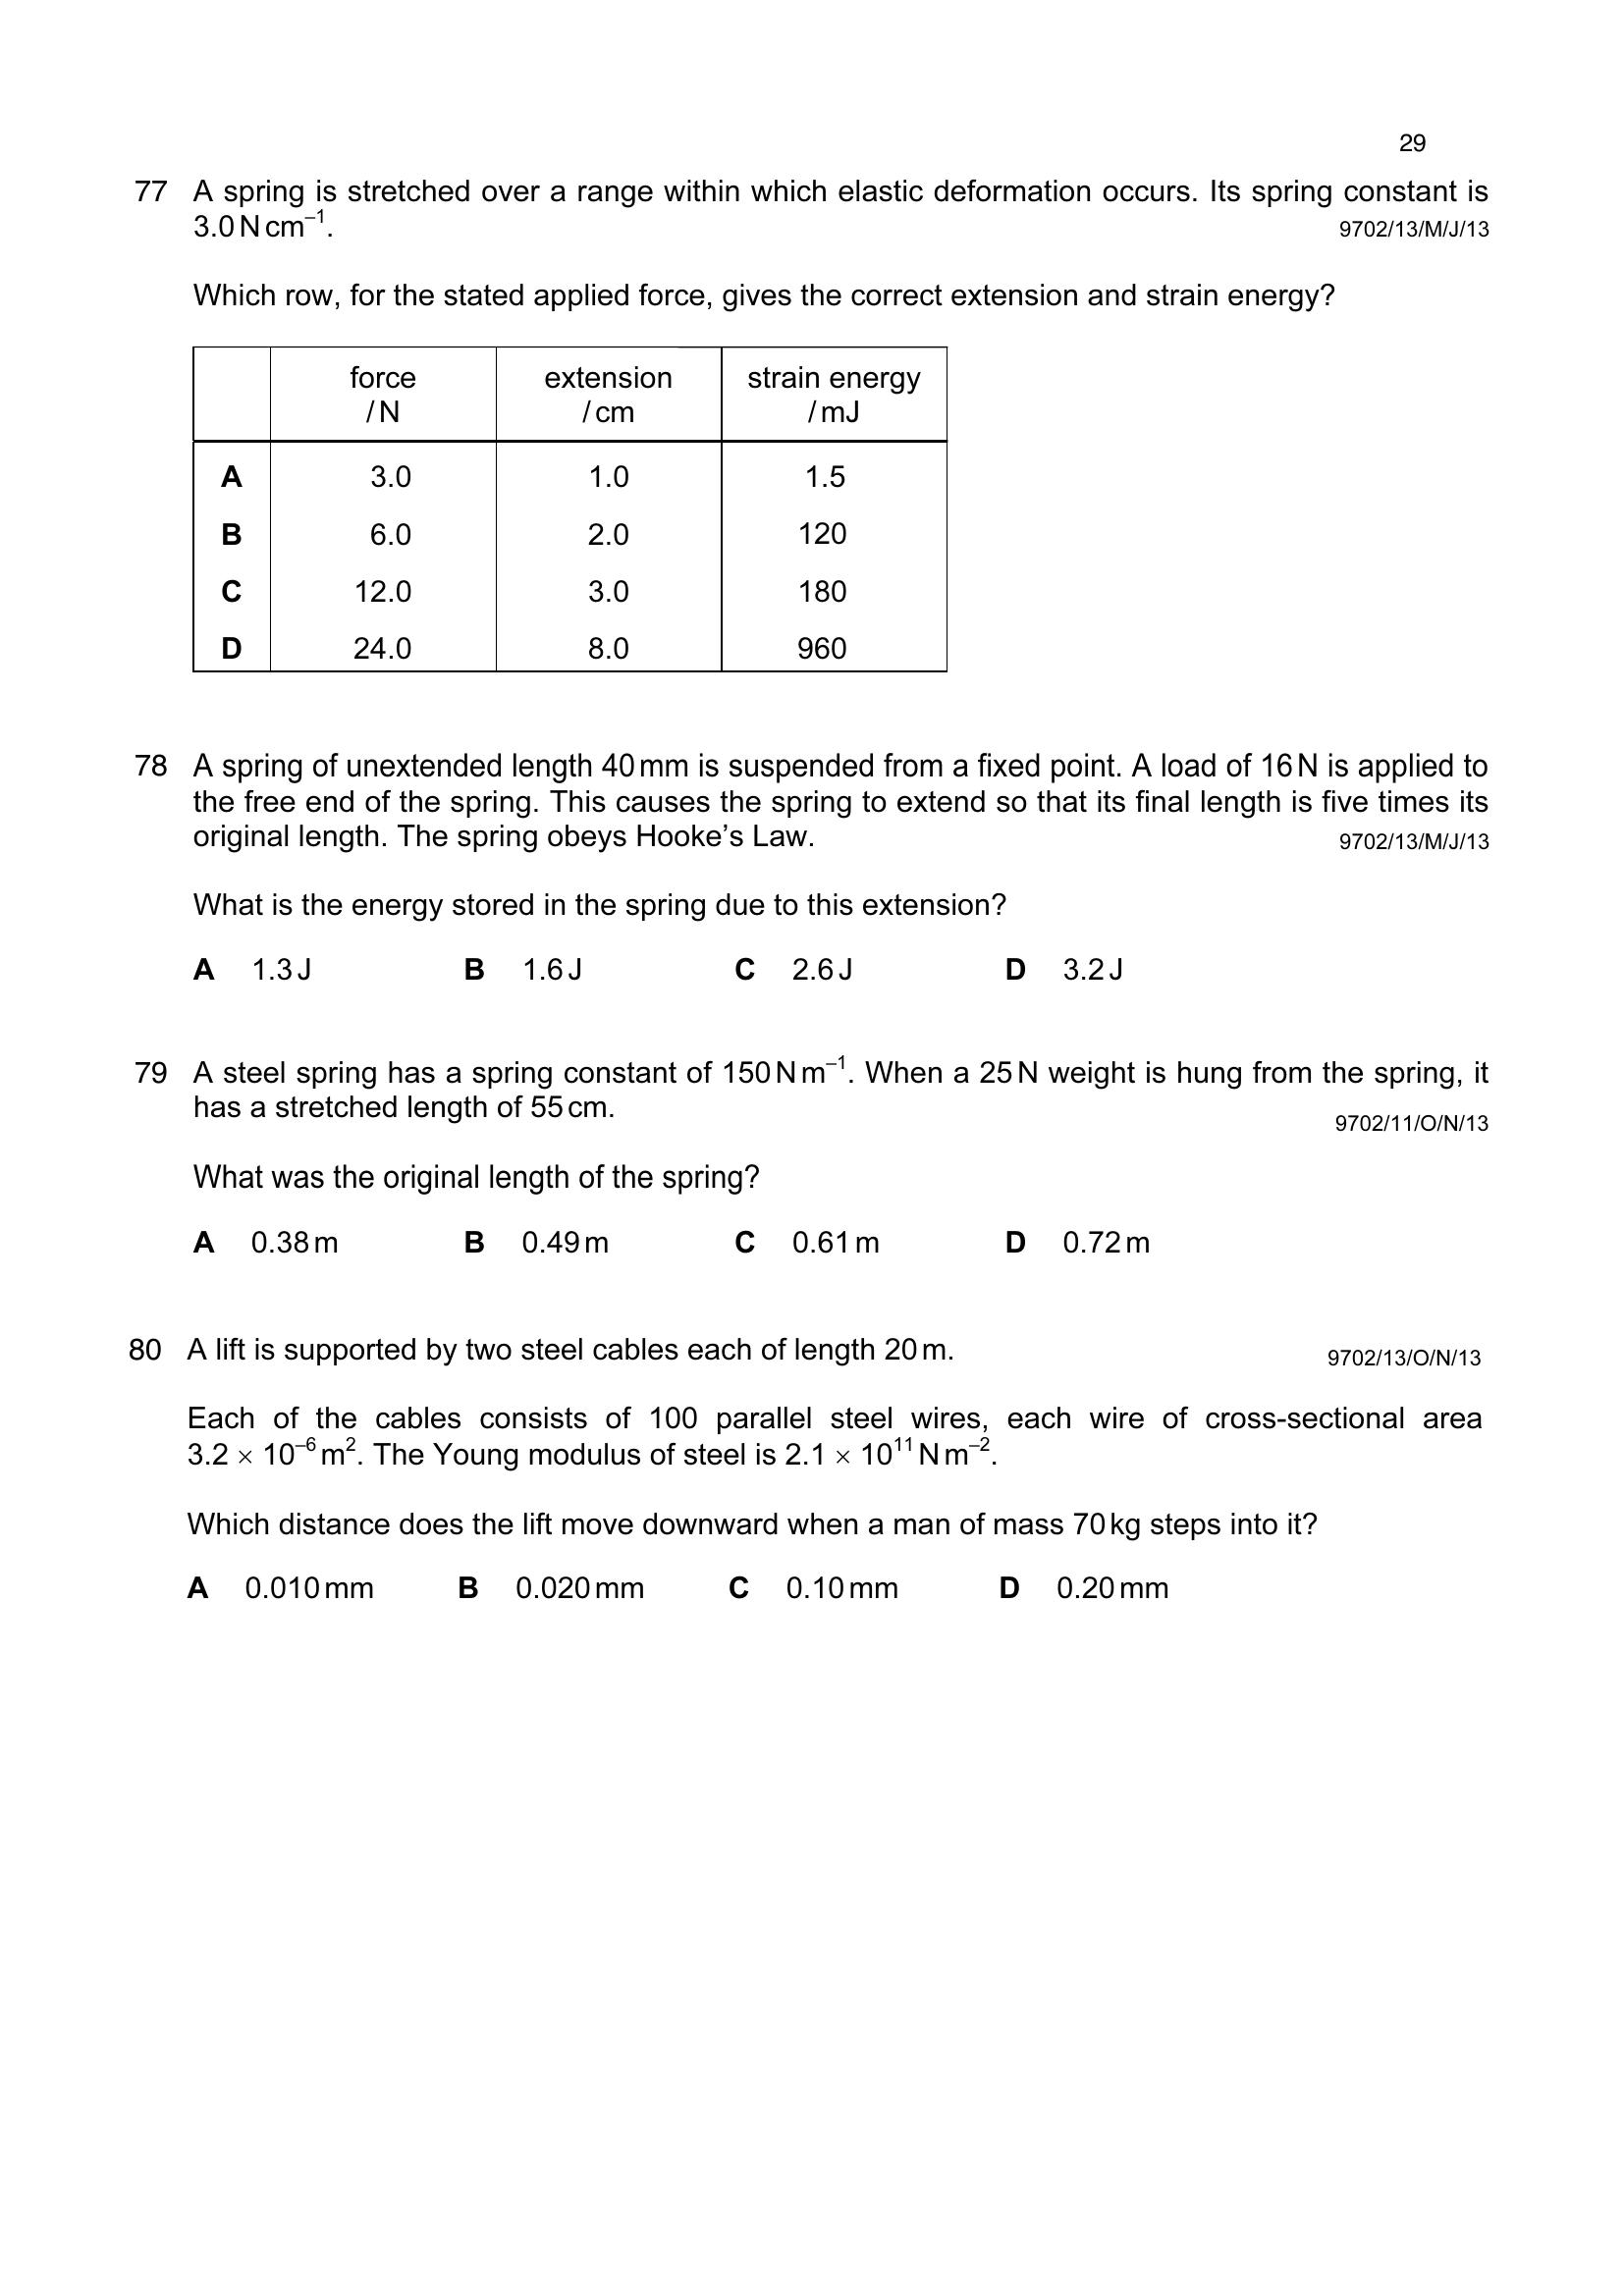 29
77 A spring is stretched over a range within which elastic deformation occurs. Its spring constant is
3.0 N cm⁻¹. 9702/13/M/J/13
Which row, for the stated applied force, gives the correct extension and strain energy?
force extension strain energy
/ N / cm / mJ
A 3.0 1.0 1.5
B 6.0 2.0 120
C 12.0 3.0 180
D 24.0 8.0 960
78 A spring of unextended length 40 mm is suspended from a fixed point. A load of 16 N is applied to
the free end of the spring. This causes the spring to extend so that its final length is five times its
original length. The spring obeys Hooke’s Law. 9702/13/M/J/13
What is the energy stored in the spring due to this extension?
A 1.3 J B 1.6 J C 2.6 J D 3.2 J
79 A steel spring has a spring constant of 150 N m⁻¹. When a 25 N weight is hung from the spring, it
has a stretched length of 55 cm. 9702/11/O/N/13
What was the original length of the spring?
A 0.38 m B 0.49 m C 0.61 m D 0.72 m
80 A lift is supported by two steel cables each of length 20 m. 9702/13/O/N/13
Each of the cables consists of 100 parallel steel wires, each wire of cross-sectional area
3.2 × 10⁻⁶ m². The Young modulus of steel is 2.1 × 10¹¹ N m⁻².
Which distance does the lift move downward when a man of mass 70 kg steps into it?
A 0.010 mm B 0.020 mm C 0.10 mm D 0.20 mm